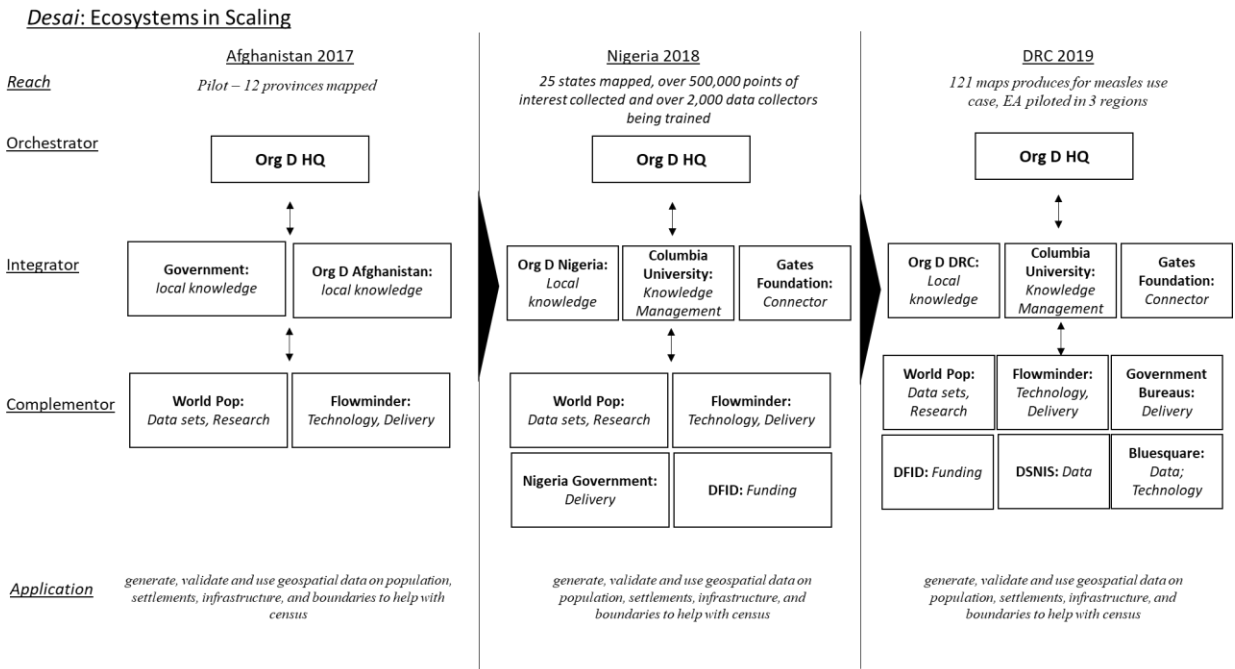 Desai: Ecosystems in Scaling
Afghanistan 2017
Nigeria 2018
DRC 2019
Reach
Pilot – 12 provinces mapped
25 states mapped, over 500,000 points of
interest collected and over 2,000 data collectors
being trained
121 maps produces for measles use
case, EA piloted in 3 regions
Orchestrator
Org D HQ
Org D HQ
Org D HQ
Integrator
Government:
local knowledge
Org D Afghanistan:
local knowledge
Org D Nigeria:
Local
knowledge
Columbia
University:
Knowledge
Management
Gates
Foundation:
Connector
Org D DRC:
Local
knowledge
Columbia
University:
Knowledge
Management
Gates
Foundation:
Connector
Complementor
World Pop:
Data sets, Research
Flowminder:
Technology, Delivery
World Pop:
Data sets, Research
Flowminder:
Technology, Delivery
Nigeria Government:
Delivery
DFID: Funding
World Pop:
Data sets,
Research
Flowminder:
Technology,
Delivery
Government
Bureaus:
Delivery
DFID: Funding
DSNIS: Data
Bluesquare:
Data;
Technology
Application
generate, validate and use geospatial data on population,
settlements, infrastructure, and boundaries to help with
census
generate, validate and use geospatial data on
population, settlements, infrastructure, and
boundaries to help with census
generate, validate and use geospatial data on
population, settlements, infrastructure, and
boundaries to help with census